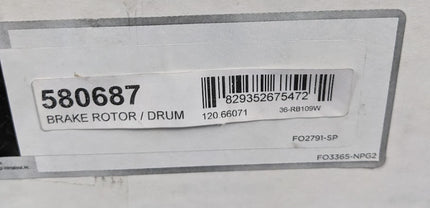 580687
829352675472
BRAKE ROTOR / DRUM
120.66071
36-RB109W
FO2791-SP
FO3365-NPG2